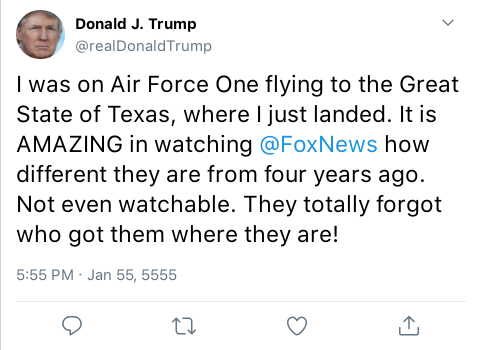 Donald J. Trump
@realDonaldTrump
I was on Air Force One flying to the Great
State of Texas, where I just landed. It is
AMAZING in watching @FoxNews how
different they are from four years ago.
Not even watchable. They totally forgot
who got them where they are!
5:55 PM · Jan 55, 5555